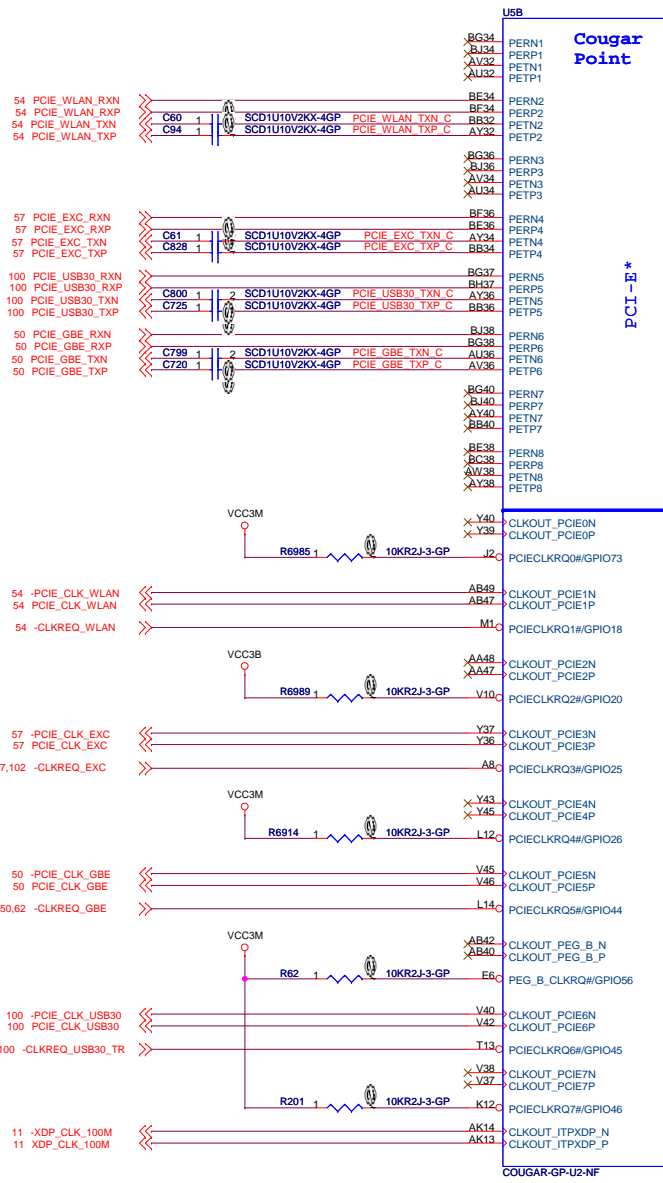 U5B
Cougar
Point
BG34 PERN1
BJ34 PERP1
AV32 PETN1
AU32 PETP1
54 PCIE_WLAN_RXN BE34 PERN2
54 PCIE_WLAN_RXP BF34 PERP2
54 PCIE_WLAN_TXN C60 1 SCD1U10V2KX-4GP PCIE_WLAN_TXN_C BB32 PETN2
54 PCIE_WLAN_TXP C94 1 SCD1U10V2KX-4GP PCIE_WLAN_TXP_C AY32 PETP2
BG36 PERN3
BJ36 PERP3
AV34 PETN3
AU34 PETP3
57 PCIE_EXC_RXN BF36 PERN4
57 PCIE_EXC_RXP BE36 PERP4
57 PCIE_EXC_TXN C61 1 SCD1U10V2KX-4GP PCIE_EXC_TXN_C AY34 PETN4
57 PCIE_EXC_TXP C828 1 SCD1U10V2KX-4GP PCIE_EXC_TXP_C BB34 PETP4
PCI-E*
100 PCIE_USB30_RXN BG37 PERN5
100 PCIE_USB30_RXP BH37 PERP5
100 PCIE_USB30_TXN C800 1 2 SCD1U10V2KX-4GP PCIE_USB30_TXN_C AY36 PETN5
100 PCIE_USB30_TXP C725 1 SCD1U10V2KX-4GP PCIE_USB30_TXP_C BB36 PETP5
50 PCIE_GBE_RXN BJ38 PERN6
50 PCIE_GBE_RXP BG38 PERP6
50 PCIE_GBE_TXN C799 1 2 SCD1U10V2KX-4GP PCIE_GBE_TXN_C AU36 PETN6
50 PCIE_GBE_TXP C720 1 SCD1U10V2KX-4GP PCIE_GBE_TXP_C AV36 PETP6
BG40 PERN7
BJ40 PERP7
AY40 PETN7
BB40 PETP7
BE38 PERN8
BC38 PERP8
AW38 PETN8
AY38 PETP8
VCC3M
Y40 CLKOUT_PCIE0N
Y39 CLKOUT_PCIE0P
R6985 1 10KR2J-3-GP J2 PCIECLKRQ0#/GPIO73
54 -PCIE_CLK_WLAN AB49 CLKOUT_PCIE1N
54 PCIE_CLK_WLAN AB47 CLKOUT_PCIE1P
54 -CLKREQ_WLAN M1 PCIECLKRQ1#/GPIO18
VCC3B
AA48 CLKOUT_PCIE2N
AA47 CLKOUT_PCIE2P
R6989 1 10KR2J-3-GP V10 PCIECLKRQ2#/GPIO20
57 -PCIE_CLK_EXC Y37 CLKOUT_PCIE3N
57 PCIE_CLK_EXC Y36 CLKOUT_PCIE3P
7,102 -CLKREQ_EXC A8 PCIECLKRQ3#/GPIO25
VCC3M
Y43 CLKOUT_PCIE4N
Y45 CLKOUT_PCIE4P
R6914 1 10KR2J-3-GP L12 PCIECLKRQ4#/GPIO26
50 -PCIE_CLK_GBE V45 CLKOUT_PCIE5N
50 PCIE_CLK_GBE V46 CLKOUT_PCIE5P
50,62 -CLKREQ_GBE L14 PCIECLKRQ5#/GPIO44
VCC3M
AB42 CLKOUT_PEG_B_N
AB40 CLKOUT_PEG_B_P
R62 1 10KR2J-3-GP E6 PEG_B_CLKRQ#/GPIO56
100 -PCIE_CLK_USB30 V40 CLKOUT_PCIE6N
100 PCIE_CLK_USB30 V42 CLKOUT_PCIE6P
100 -CLKREQ_USB30_TR T13 PCIECLKRQ6#/GPIO45
V38 CLKOUT_PCIE7N
V37 CLKOUT_PCIE7P
R201 1 10KR2J-3-GP K12 PCIECLKRQ7#/GPIO46
11 -XDP_CLK_100M AK14 CLKOUT_ITPXDP_N
11 XDP_CLK_100M AK13 CLKOUT_ITPXDP_P
COUGAR-GP-U2-NF